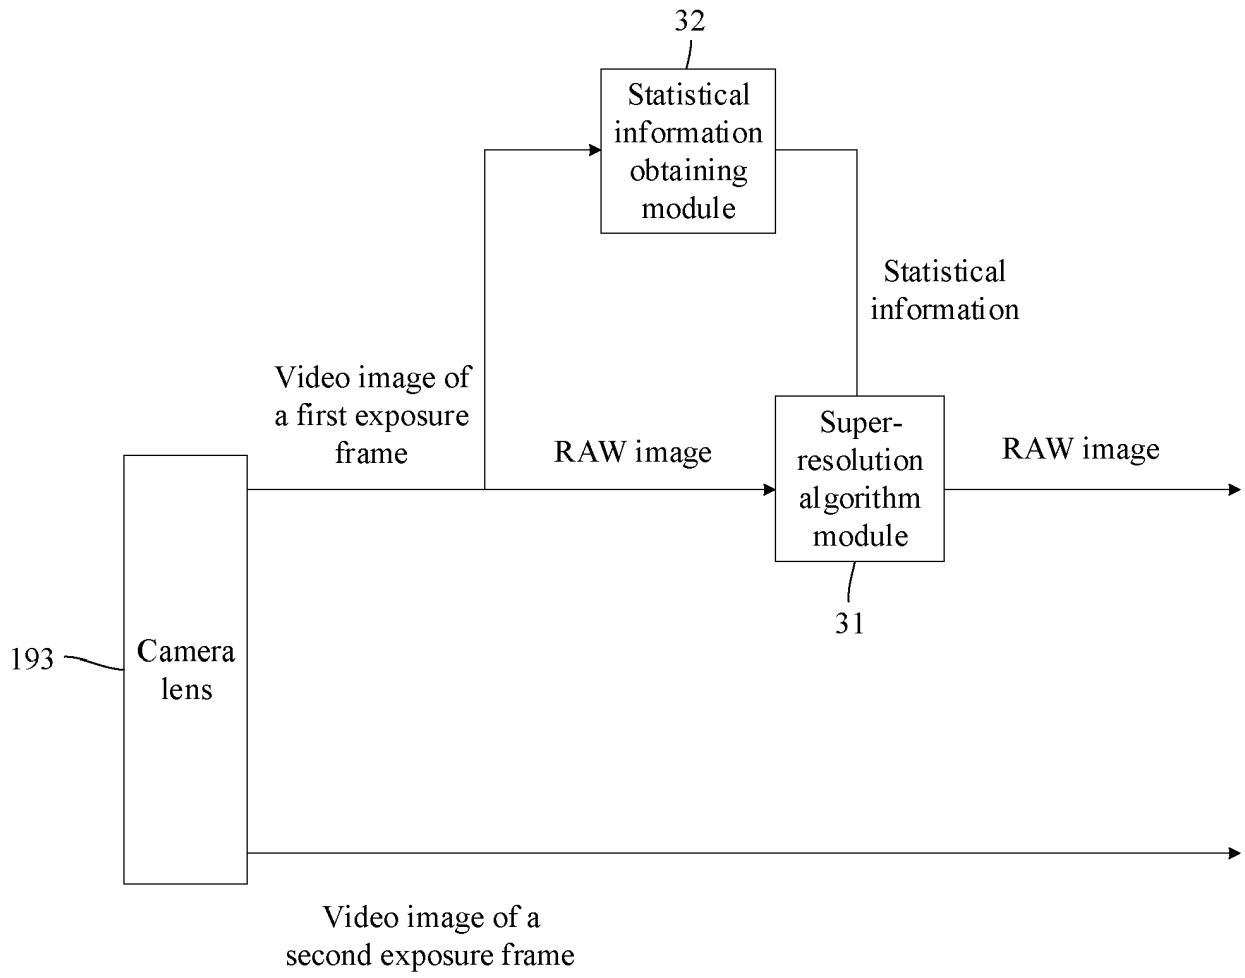 32
Statistical
information
obtaining
module
Statistical
information
Video image of
a first exposure
frame
RAW image
Super-
resolution
algorithm
module
RAW image
31
193
Camera
lens
Video image of a
second exposure frame